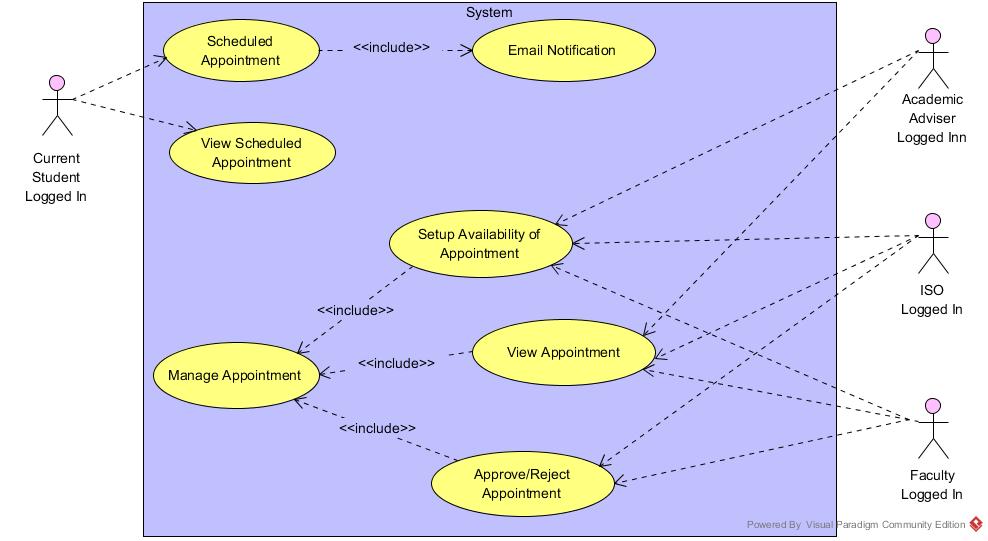 System
Scheduled
Appointment
<<include>>
Email Notification
View Scheduled
Appointment
Current
Student
Logged In
Academic
Adviser
Logged Inn
Setup Availability of
Appointment
ISO
Logged In
<<include>>
View Appointment
<<include>>
Manage Appointment
<<include>>
Approve/Reject
Appointment
Faculty
Logged In
Powered By Visual Paradigm Community Edition